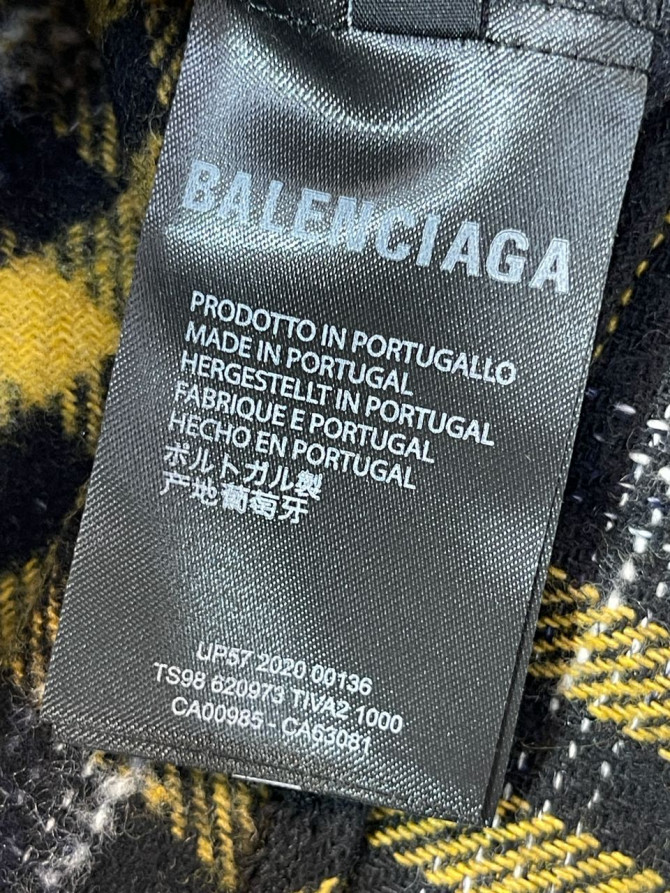 BALENCIAGA
PRODOTTO IN PORTUGALLO
MADE IN PORTUGAL
HERGESTELLT IN PORTUGAL
FABRIQUE E PORTUGAL
HECHO EN PORTUGAL
ポルトガル製
产地葡萄牙
UP57 2020 00136
TS98 620973 TIVA2 1000
CA00985 - CA63081